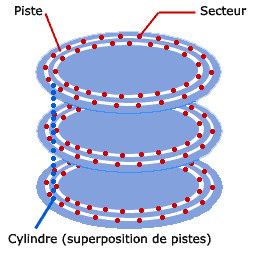 Piste
Secteur
Cylindre (superposition de pistes)